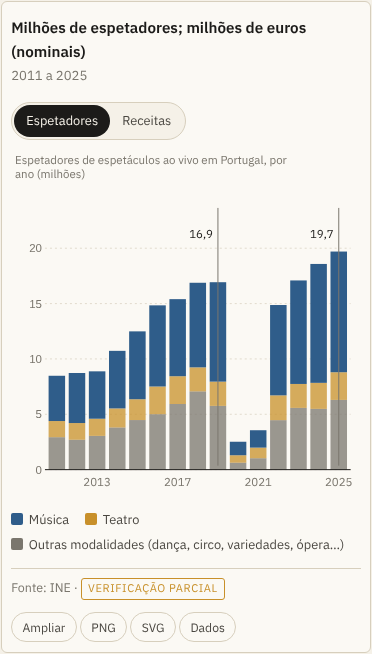 Milhões de espetadores; milhões de euros
(nominais)
2011 a 2025
Espetadores Receitas
Espetadores de espetáculos ao vivo em Portugal, por
ano (milhões)
16,9 19,7
20
15
10
5
0
2013 2017 2021 2025
Música Teatro
Outras modalidades (dança, circo, variedades, ópera...)
Fonte: INE · VERIFICAÇÃO PARCIAL
Ampliar PNG SVG Dados